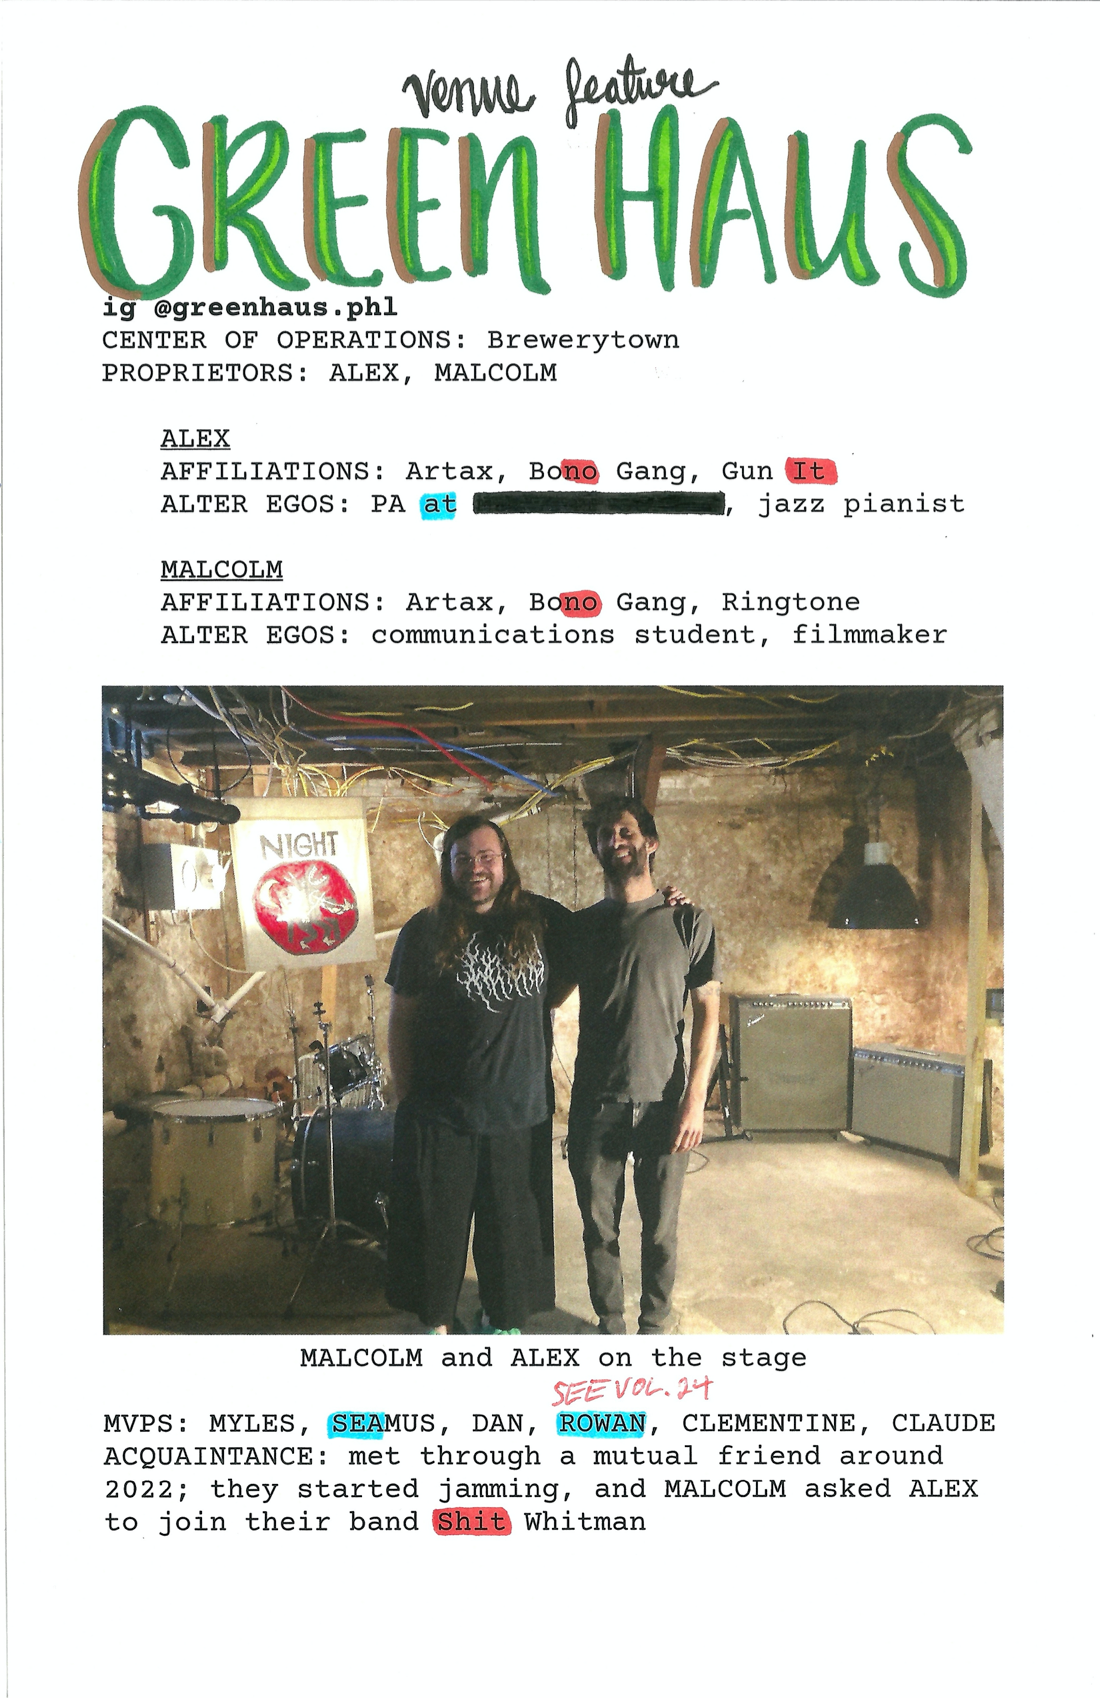 venue feature
GREEN HAUS
ig @greenhaus.phl
CENTER OF OPERATIONS: Brewerytown
PROPRIETORS: ALEX, MALCOLM
ALEX
AFFILIATIONS: Artax, Bono Gang, Gun It
ALTER EGOS: PA at , jazz pianist
MALCOLM
AFFILIATIONS: Artax, Bono Gang, Ringtone
ALTER EGOS: communications student, filmmaker
NIGHT
MALCOLM and ALEX on the stage
SEE VOL. 24
MVPS: MYLES, SEAMUS, DAN, ROWAN, CLEMENTINE, CLAUDE
ACQUAINTANCE: met through a mutual friend around
2022; they started jamming, and MALCOLM asked ALEX
to join their band Shit Whitman